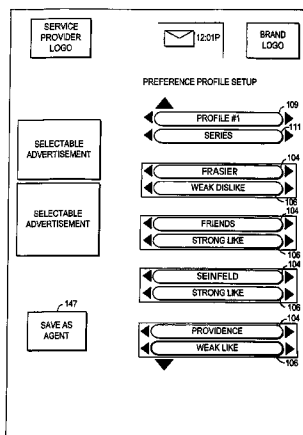 SERVICE
PROVIDER
LOGO
12:01P
BRAND
LOGO
PREFERENCE PROFILE SETUP
109
PROFILE #1
111
SERIES
SELECTABLE
ADVERTISEMENT
104
FRASIER
WEAK DISLIKE
106
SELECTABLE
ADVERTISEMENT
104
FRIENDS
STRONG LIKE
106
104
SEINFELD
STRONG LIKE
106
147
SAVE AS
AGENT
104
PROVIDENCE
WEAK LIKE
106